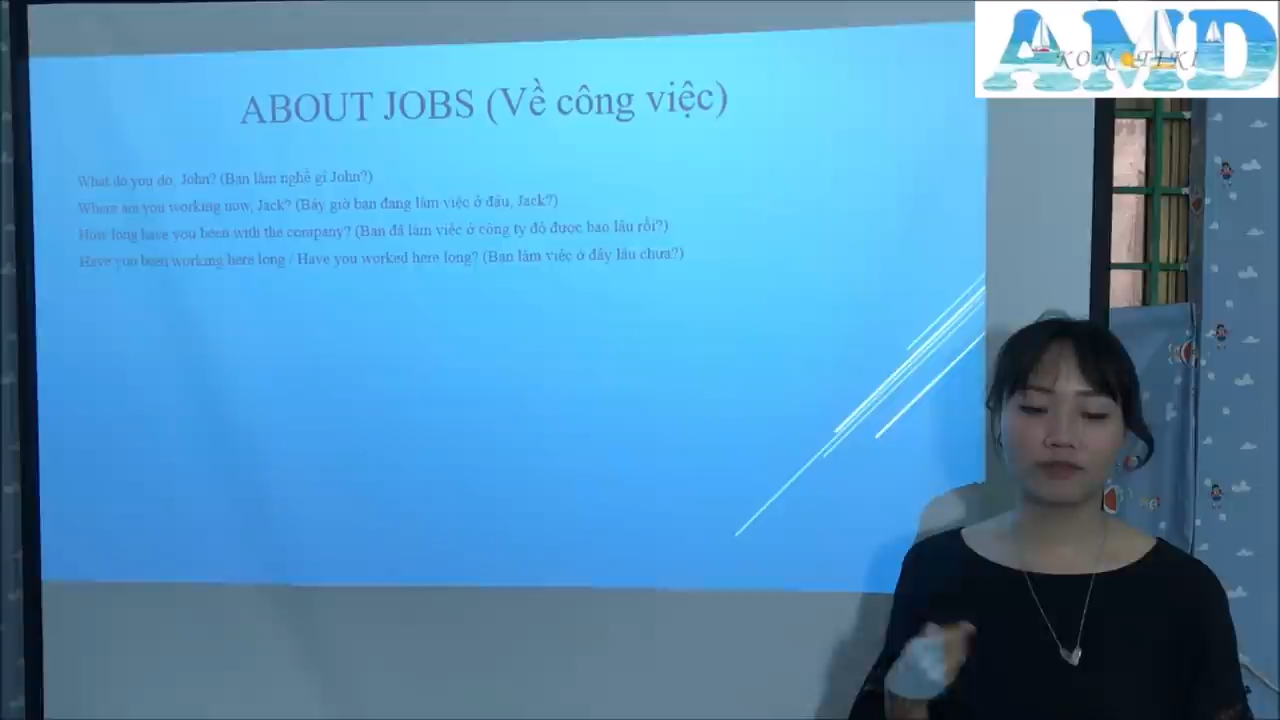 AMD
KON TIKI
ABOUT JOBS (Về công việc)
What do you do, John? (Bạn làm nghề gì John?)
Where are you working now, Jack? (Bây giờ bạn đang làm việc ở đâu, Jack?)
How long have you been with the company? (Bạn đã làm việc ở công ty đó được bao lâu rồi?)
Have you been working here long / Have you worked here long? (Bạn làm việc ở đây lâu chưa?)